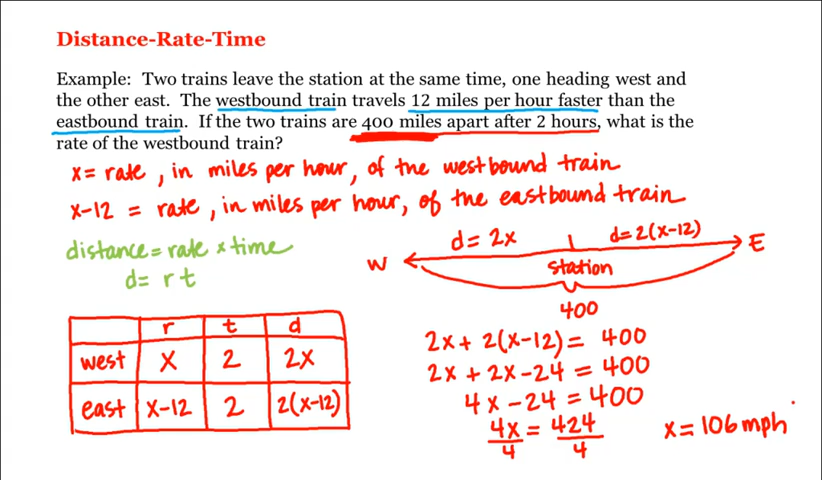 Distance-Rate-Time
Example: Two trains leave the station at the same time, one heading west and
the other east. The westbound train travels 12 miles per hour faster than the
eastbound train. If the two trains are 400 miles apart after 2 hours, what is the
rate of the westbound train?
x = rate, in miles per hour, of the westbound train
x-12 = rate, in miles per hour, of the eastbound train
distance = rate x time
d = r t
d = 2x d = 2(x-12)
W E
station
400
r t d
west x 2 2x
east x-12 2 2(x-12)
2x + 2(x-12) = 400
2x + 2x - 24 = 400
4x - 24 = 400
4x = 424
4 4
x = 106 mph